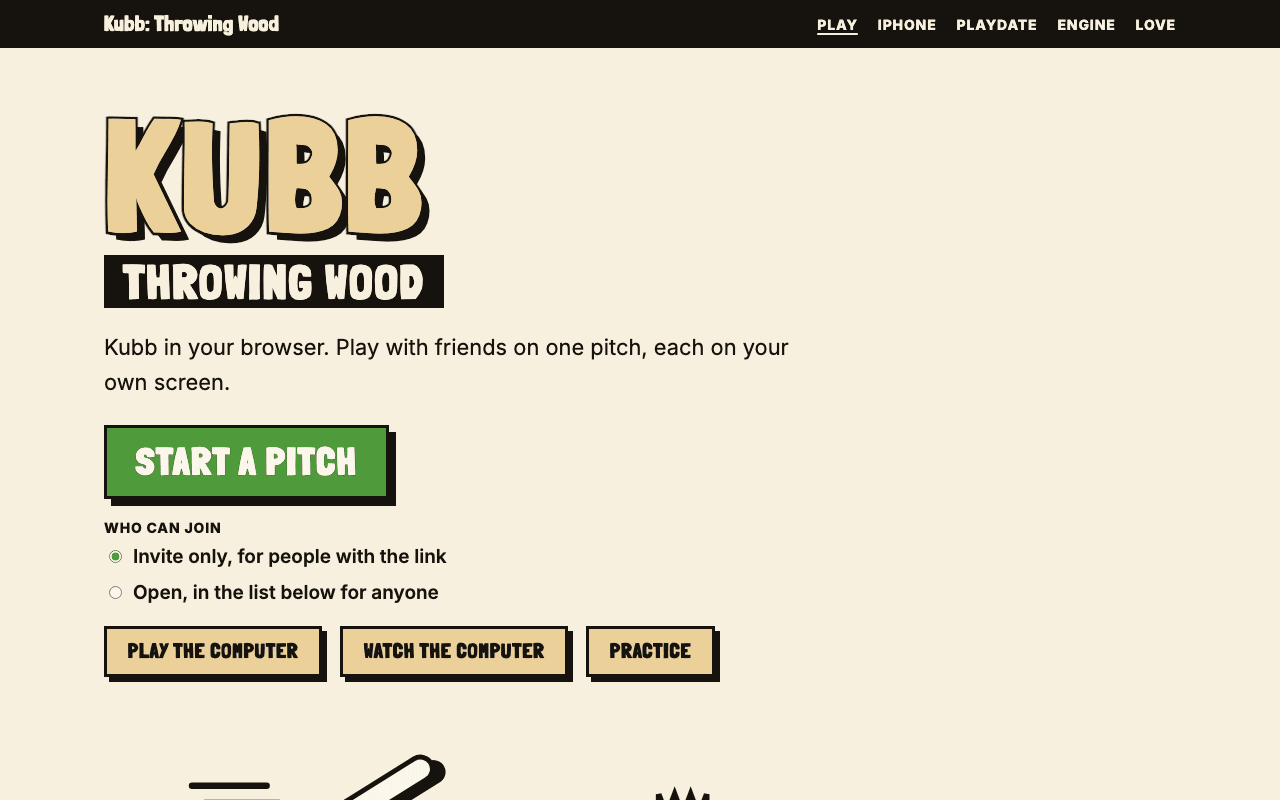 Kubb: Throwing Wood
PLAY IPHONE PLAYDATE ENGINE LOVE
KUBB
THROWING WOOD
Kubb in your browser. Play with friends on one pitch, each on your
own screen.
START A PITCH
WHO CAN JOIN
Invite only, for people with the link
Open, in the list below for anyone
PLAY THE COMPUTER WATCH THE COMPUTER PRACTICE